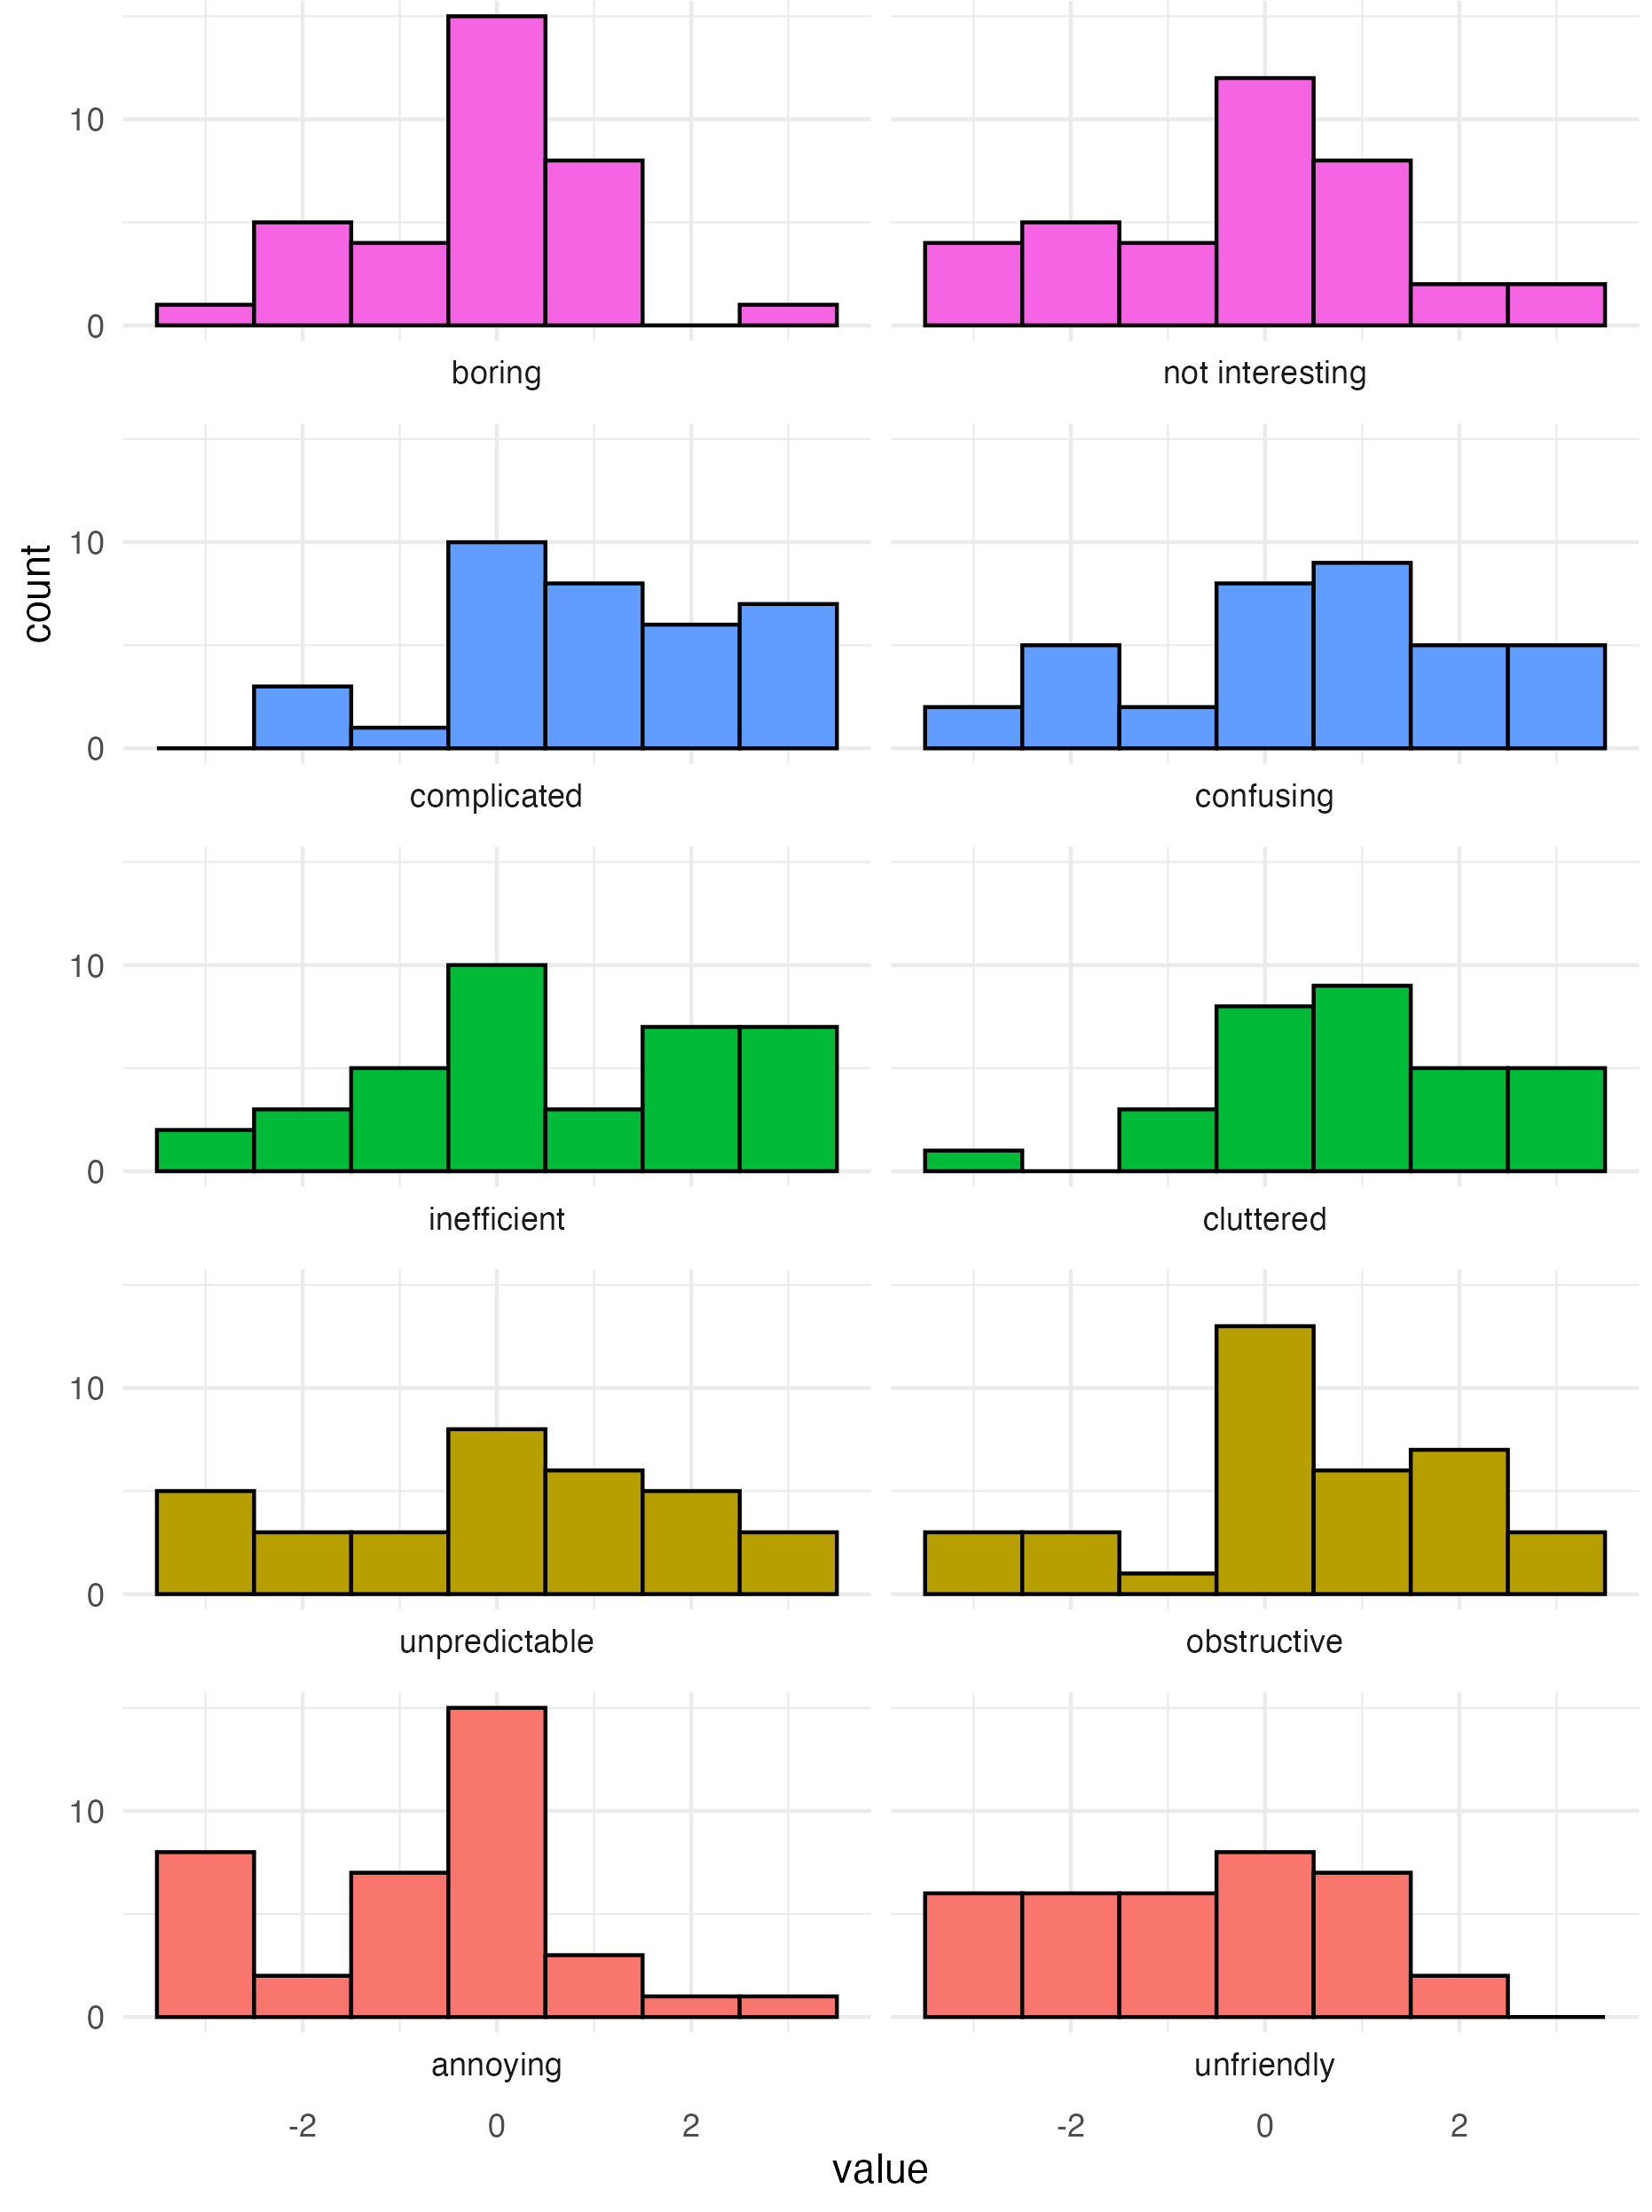 10
0
boring
not interesting
count
10
0
complicated
confusing
10
0
inefficient
cluttered
10
0
unpredictable
obstructive
10
0
annoying
unfriendly
-2 0 2
-2 0 2
value